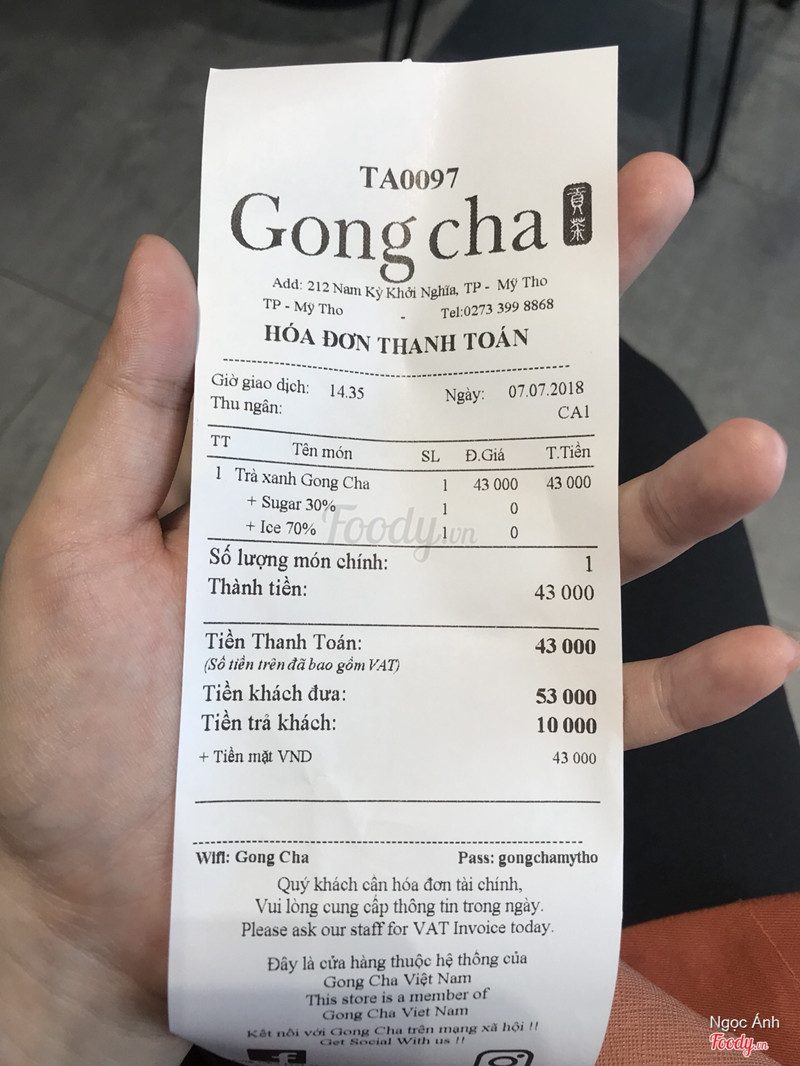 TA0097
Gong cha 貢茶
Add: 212 Nam Kỳ Khởi Nghĩa, TP - Mỹ Tho
TP - Mỹ Tho - Tel:0273 399 8868
HÓA ĐƠN THANH TOÁN
Giờ giao dịch: 14.35 Ngày: 07.07.2018
Thu ngân: CA1
TT Tên món SL Đ.Giá T.Tiền
1 Trà xanh Gong Cha 1 43 000 43 000
+ Sugar 30% 1 0
+ Ice 70% 1 0
Foody.vn
Số lượng món chính: 1
Thành tiền: 43 000
Tiền Thanh Toán: 43 000
(Số tiền trên đã bao gồm VAT)
Tiền khách đưa: 53 000
Tiền trả khách: 10 000
+ Tiền mặt VND 43 000
Wifi: Gong Cha Pass: gongchamytho
Quý khách cần hóa đơn tài chính,
Vui lòng cung cấp thông tin trong ngày.
Please ask our staff for VAT Invoice today.
Đây là cửa hàng thuộc hệ thống của
Gong Cha Việt Nam
This store is a member of
Gong Cha Viet Nam
Kết nối với Gong Cha trên mạng xã hội !!
Get Social With us !!
Ngọc Ánh
Foody.vn